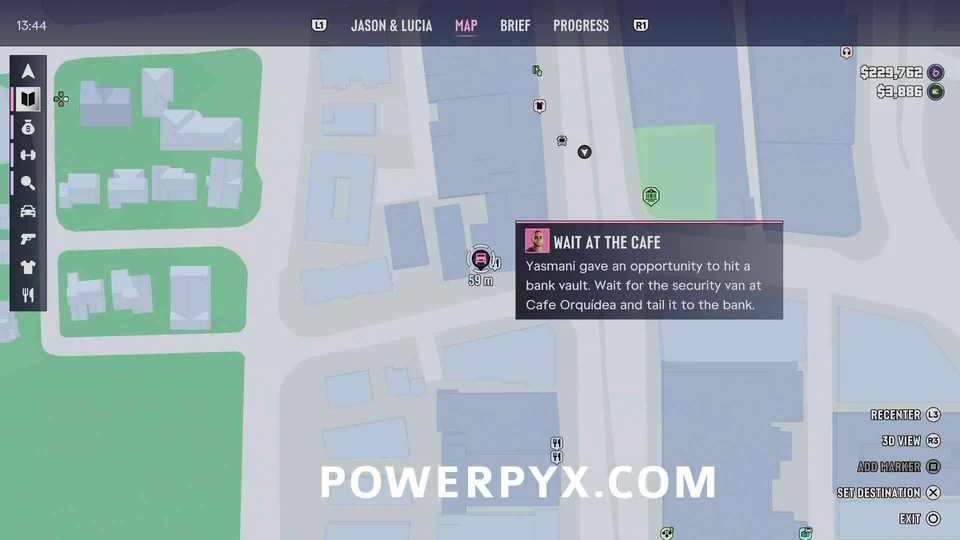 13:44
L1 JASON & LUCIA MAP BRIEF PROGRESS R1
$229,762
$3,886
WAIT AT THE CAFE
Yasmani gave an opportunity to hit a
bank vault. Wait for the security van at
Cafe Orquídea and tail it to the bank.
59 m
RECENTER L3
3D VIEW R3
ADD MARKER
SET DESTINATION
EXIT
POWERPYX.COM